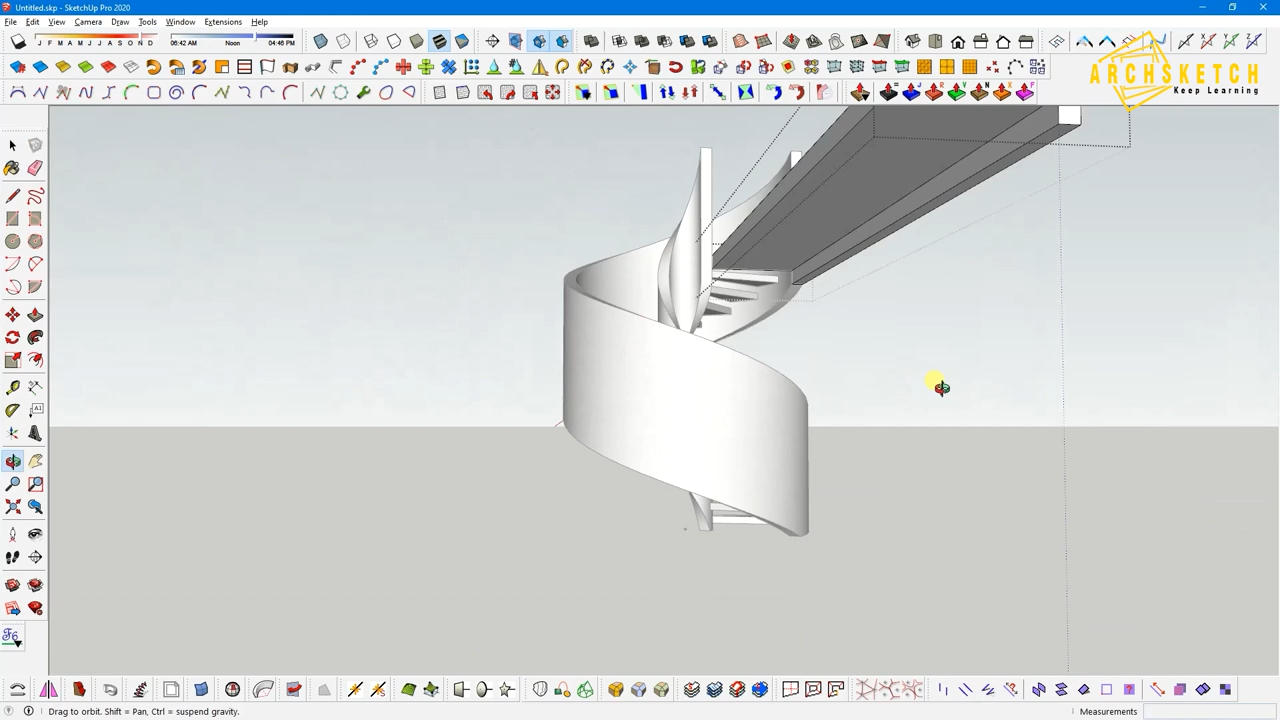 Untitled.skp - SketchUp Pro 2020
File Edit View Camera Draw Tools Window Extensions Help
J F M A M J J A S O N D 06:42 AM Noon 04:46 PM
ARCHSKETCH
Keep Learning
A1
Drag to orbit. Shift = Pan, Ctrl = suspend gravity.
Measurements